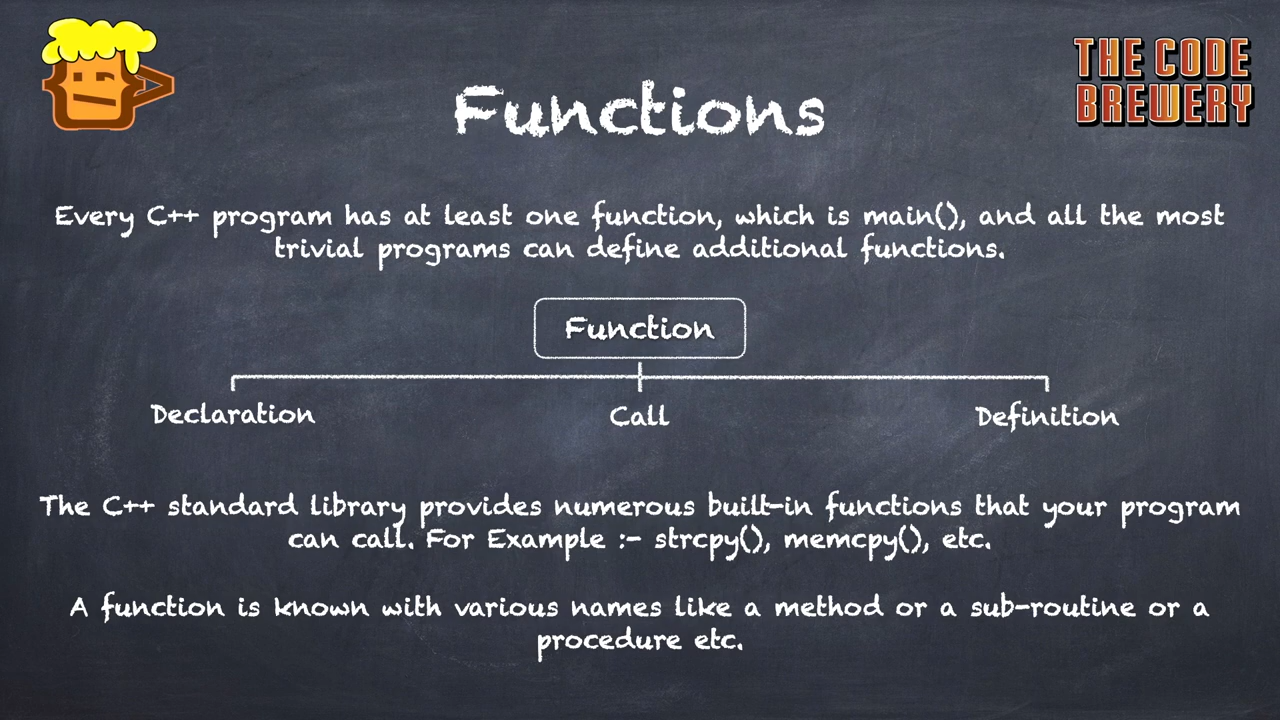 THE CODE
BREWERY
Functions
Every C++ program has at least one function, which is main(), and all the most
trivial programs can define additional functions.
Function
Declaration
Call
Definition
The C++ standard library provides numerous built-in functions that your program
can call. For Example :- strcpy(), memcpy(), etc.
A function is known with various names like a method or a sub-routine or a
procedure etc.